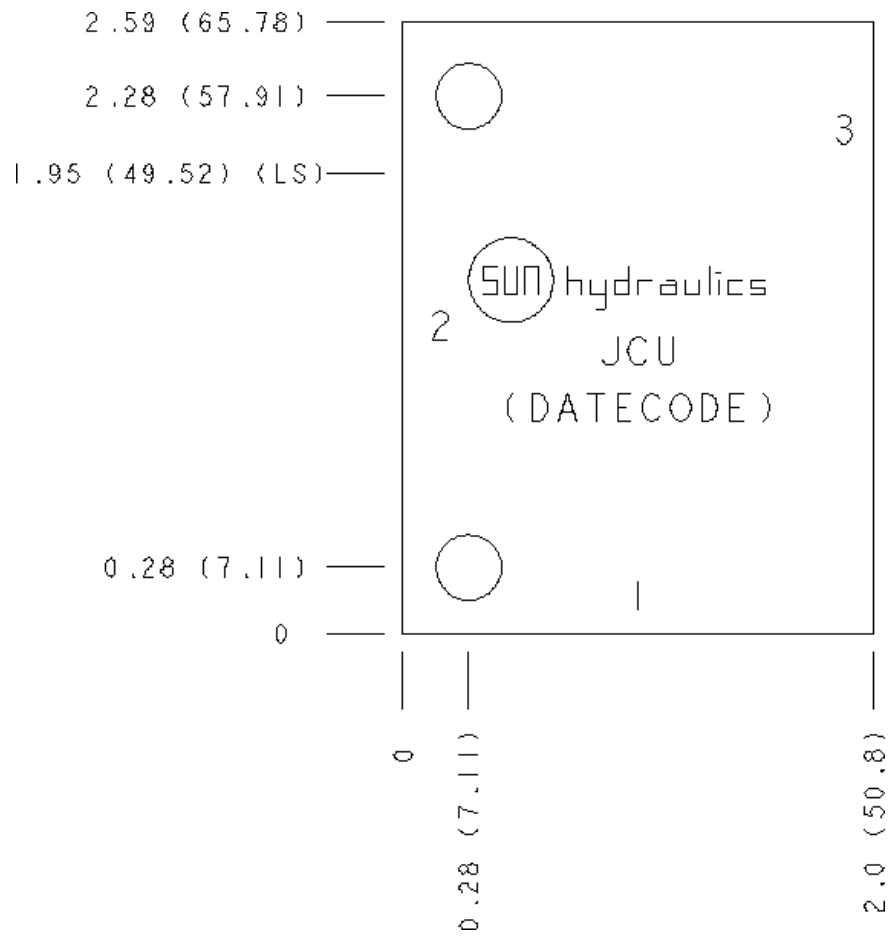 2.59 (65.78)
2.28 (57.91)
3
1.95 (49.52) (LS)
SUN hydraulics
2
JCU
(DATECODE)
0.28 (7.11)
1
0
0
0.28 (7.11)
2.0 (50.8)